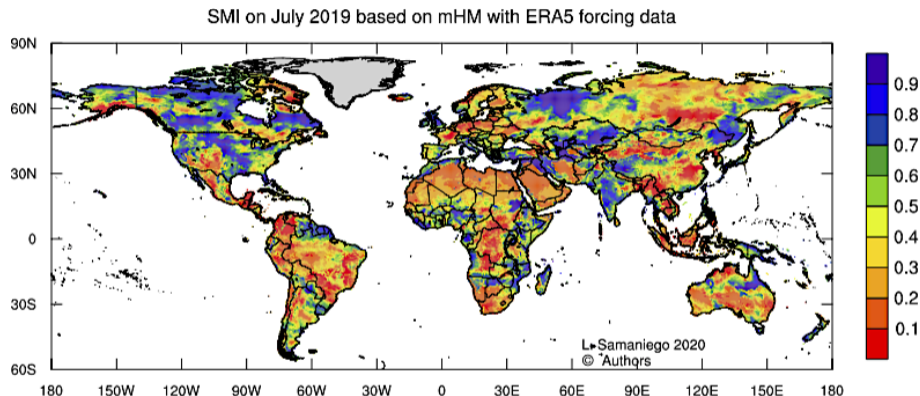 SMI on July 2019 based on mHM with ERA5 forcing data
90N
60N
30N
0
30S
60S
180 150W 120W 90W 60W 30W 0 30E 60E 90E 120E 150E 180
0.9
0.8
0.7
0.6
0.5
0.4
0.3
0.2
0.1
L. Samaniego 2020
© Authors